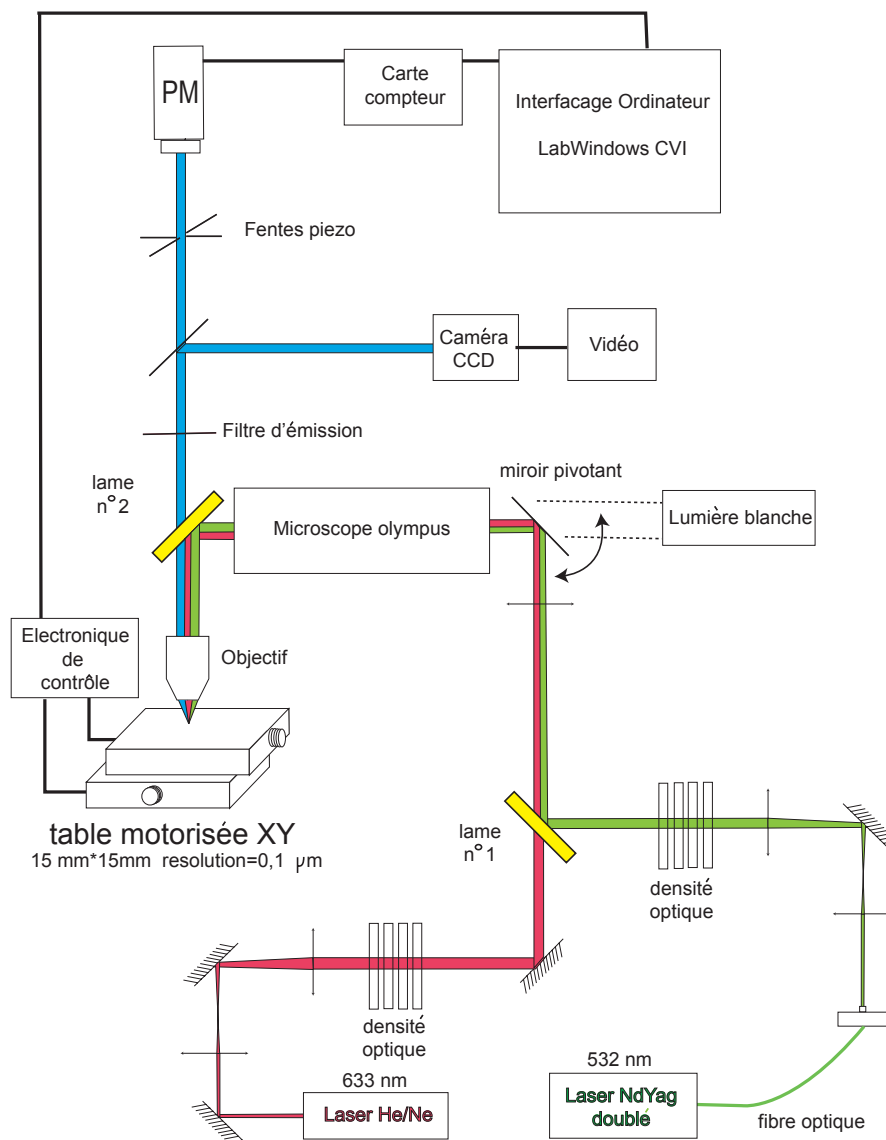 PM
Carte
compteur
Interfacage Ordinateur
LabWindows CVI
Fentes piezo
Caméra
CCD
Vidéo
Filtre d'émission
lame
n°2
miroir pivotant
Microscope olympus
Lumière blanche
Electronique
de
contrôle
Objectif
table motorisée XY
15 mm*15mm resolution=0,1 µm
lame
n°1
densité
optique
densité
optique
633 nm
Laser He/Ne
532 nm
Laser NdYag
doublé
fibre optique